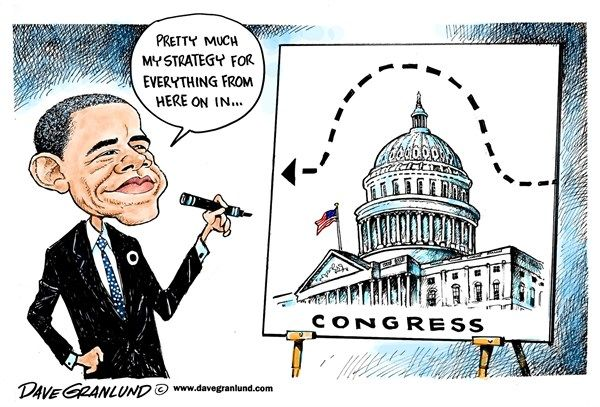 PRETTY MUCH
MY STRATEGY FOR
EVERYTHING FROM
HERE ON IN...
CONGRESS
DAVE GRANLUND © www.davegranlund.com